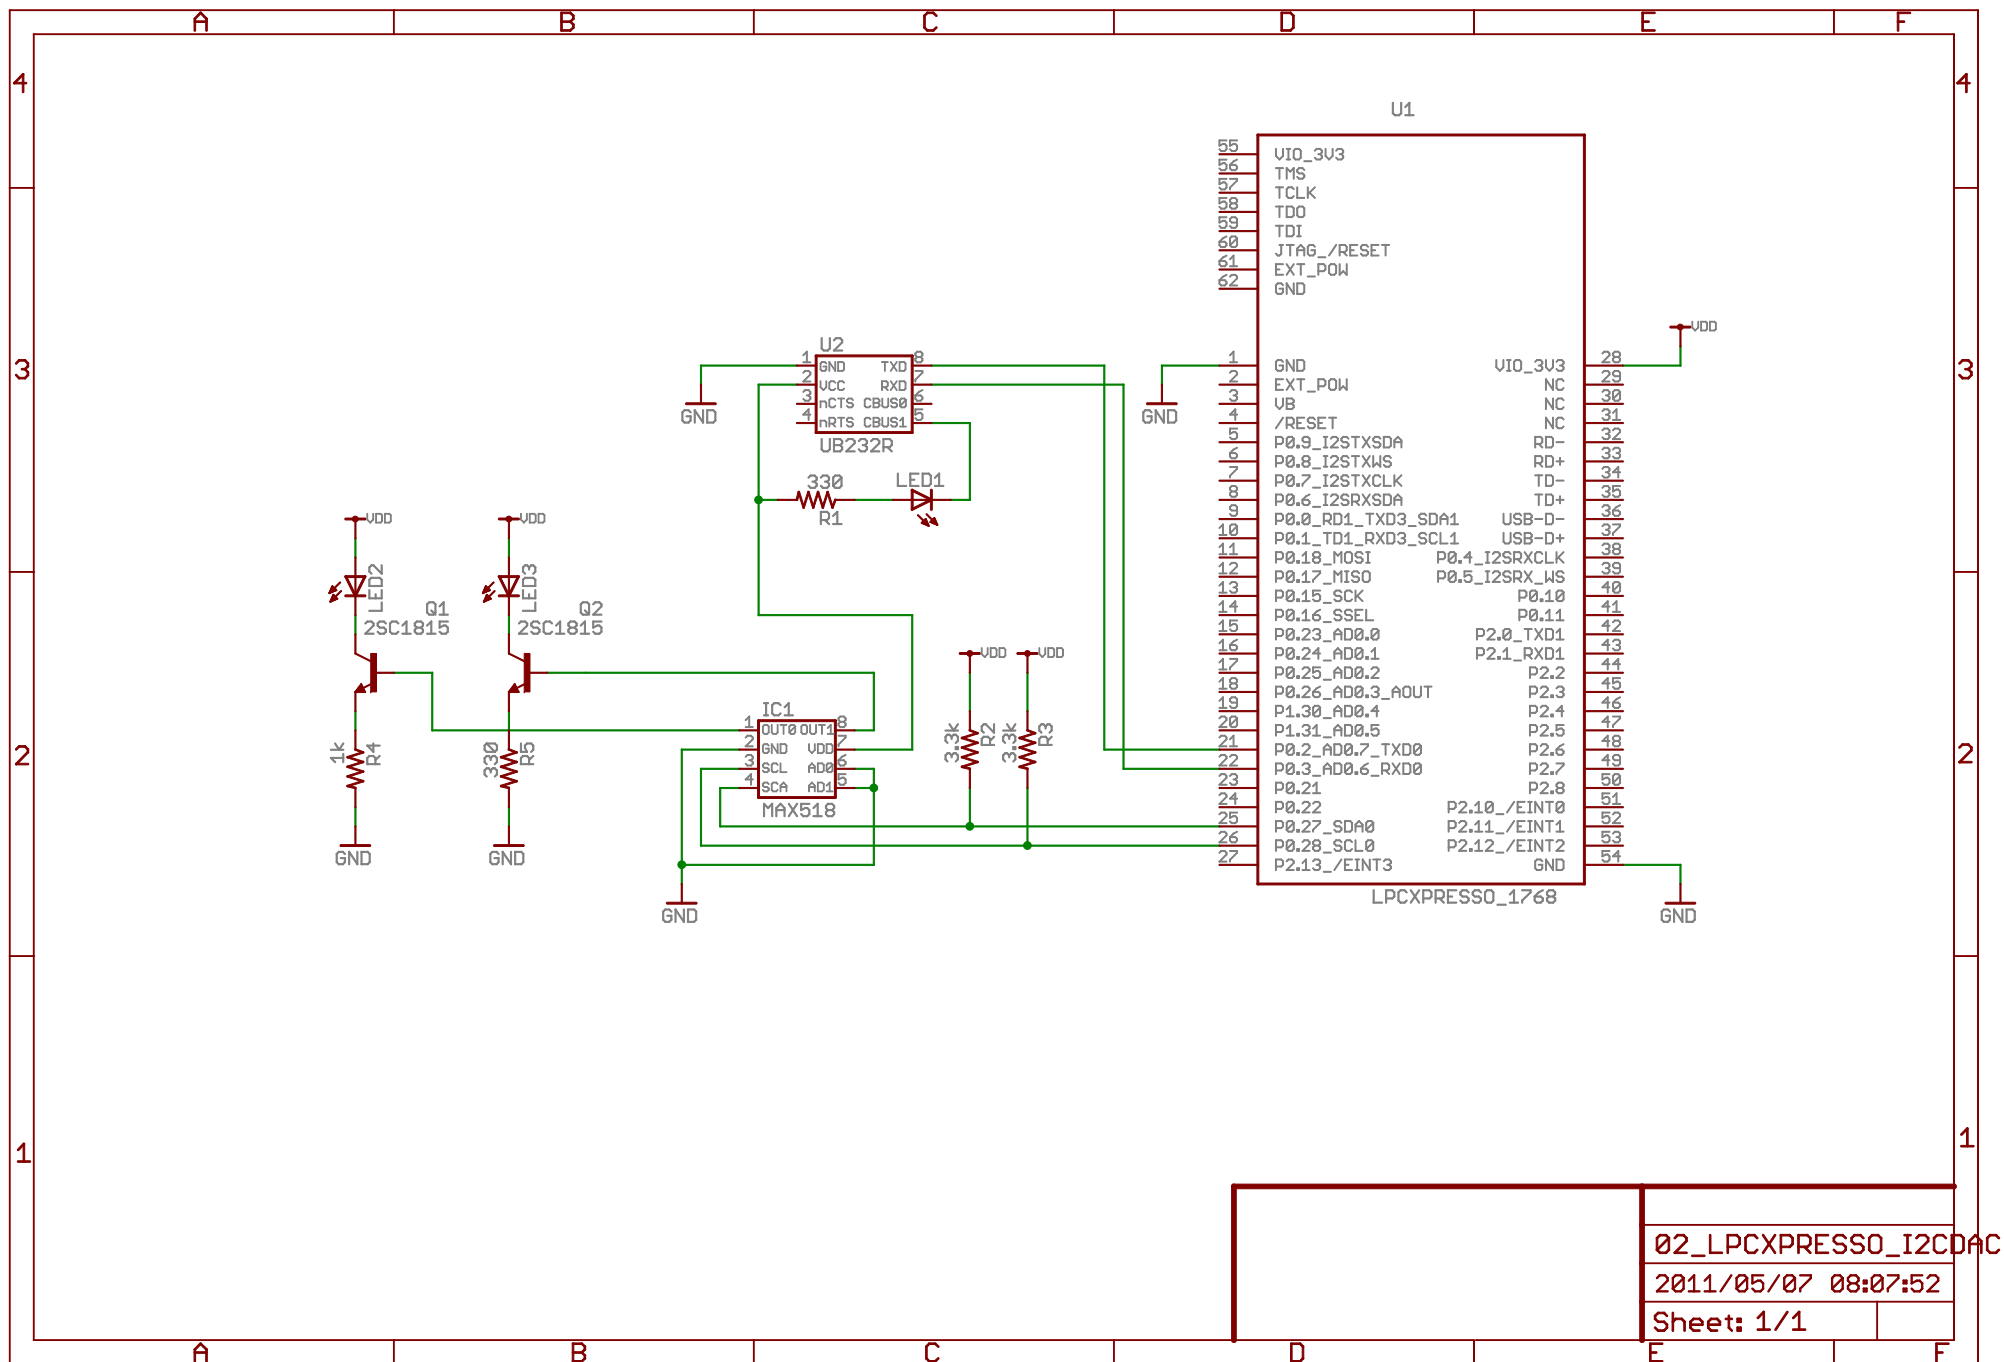 A B C D E F
4 4
3 3
2 2
1 1
A B C D E F
U1
55 VIO_3V3
56 TMS
57 TCLK
58 TDO
59 TDI
60 JTAG_/RESET
61 EXT_POW
62 GND
1 GND VIO_3V3 28
2 EXT_POW NC 29
3 VB NC 30
4 /RESET NC 31
5 P0.9_I2STXSDA RD- 32
6 P0.8_I2STXWS RD+ 33
7 P0.7_I2STXCLK TD- 34
8 P0.6_I2SRXSDA TD+ 35
9 P0.0_RD1_TXD3_SDA1 USB-D- 36
10 P0.1_TD1_RXD3_SCL1 USB-D+ 37
11 P0.18_MOSI P0.4_I2SRXCLK 38
12 P0.17_MISO P0.5_I2SRX_WS 39
13 P0.15_SCK P0.10 40
14 P0.16_SSEL P0.11 41
15 P0.23_AD0.0 P2.0_TXD1 42
16 P0.24_AD0.1 P2.1_RXD1 43
17 P0.25_AD0.2 P2.2 44
18 P0.26_AD0.3_AOUT P2.3 45
19 P1.30_AD0.4 P2.4 46
20 P1.31_AD0.5 P2.5 47
21 P0.2_AD0.7_TXD0 P2.6 48
22 P0.3_AD0.6_RXD0 P2.7 49
23 P0.21 P2.8 50
24 P0.22 P2.10_/EINT0 51
25 P0.27_SDA0 P2.11_/EINT1 52
26 P0.28_SCL0 P2.12_/EINT2 53
27 P2.13_/EINT3 GND 54
LPCXPRESSO_1768
VDD
GND
GND
U2
1 GND TXD 8
2 VCC RXD 7
3 nCTS CBUS0 6
4 nRTS CBUS1 5
UB232R
GND
330
R1
LED1
VDD
LED2
Q1
2SC1815
1k
R4
GND
VDD
LED3
Q2
2SC1815
330
R5
GND
IC1
1 OUT0 OUT1 8
2 GND VDD 7
3 SCL AD0 6
4 SCA AD1 5
MAX518
GND
VDD
3.3k
R2
VDD
3.3k
R3
02_LPCXPRESSO_I2CDAC
2011/05/07 08:07:52
Sheet: 1/1